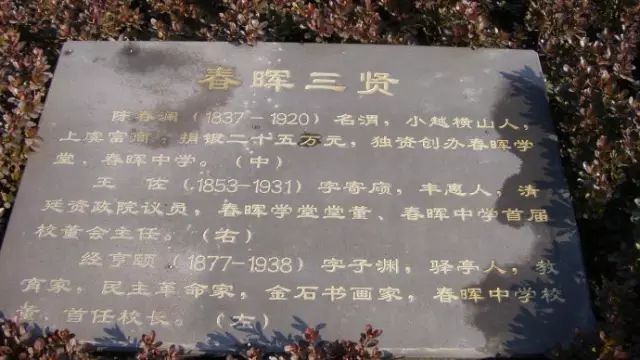 春晖三贤
陈春澜（1837－1920）名渭，小越横山人，
上虞富商，捐银二十五万元，独资创办春晖学
堂、春晖中学。（中）
王 佐（1853-1931）字寄庼，丰惠人，清
廷资政院议员，春晖学堂堂董、春晖中学首届
校董会主任。（右）
经亨颐（1877-1938）字子渊，驿亭人，教
育家，民主革命家，金石书画家，春晖中学校
董、首任校长。（左）